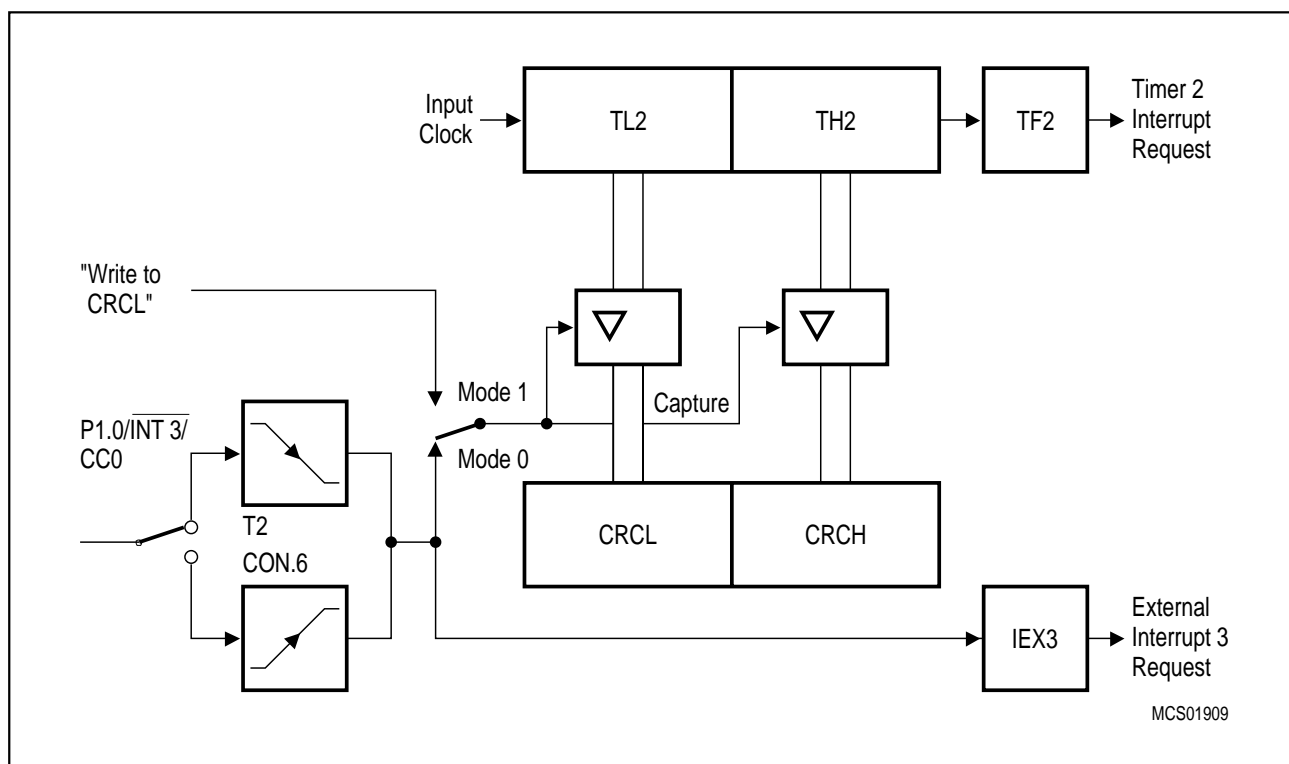 Input
Clock
TL2
TH2
TF2
Timer 2
Interrupt
Request
"Write to
CRCL"
Mode 1
Capture
Mode 0
P1.0/INT 3/
CC0
T2
CON.6
CRCL
CRCH
IEX3
External
Interrupt 3
Request
MCS01909